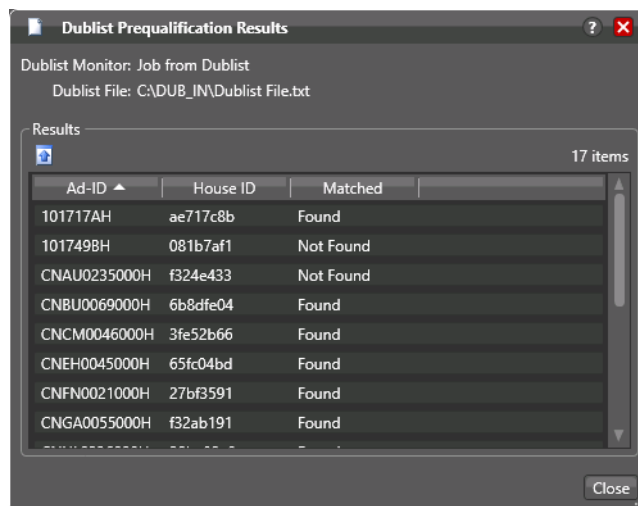 Dublist Prequalification Results ?
Dublist Monitor: Job from Dublist
Dublist File: C:\DUB_IN\Dublist File.txt
Results
17 items
Ad-ID House ID Matched
101717AH ae717c8b Found
101749BH 081b7af1 Not Found
CNAU0235000H f324e433 Not Found
CNBU0069000H 6b8dfe04 Found
CNCM0046000H 3fe52b66 Found
CNEH0045000H 65fc04bd Found
CNFN0021000H 27bf3591 Found
CNGA0055000H f32ab191 Found
Close